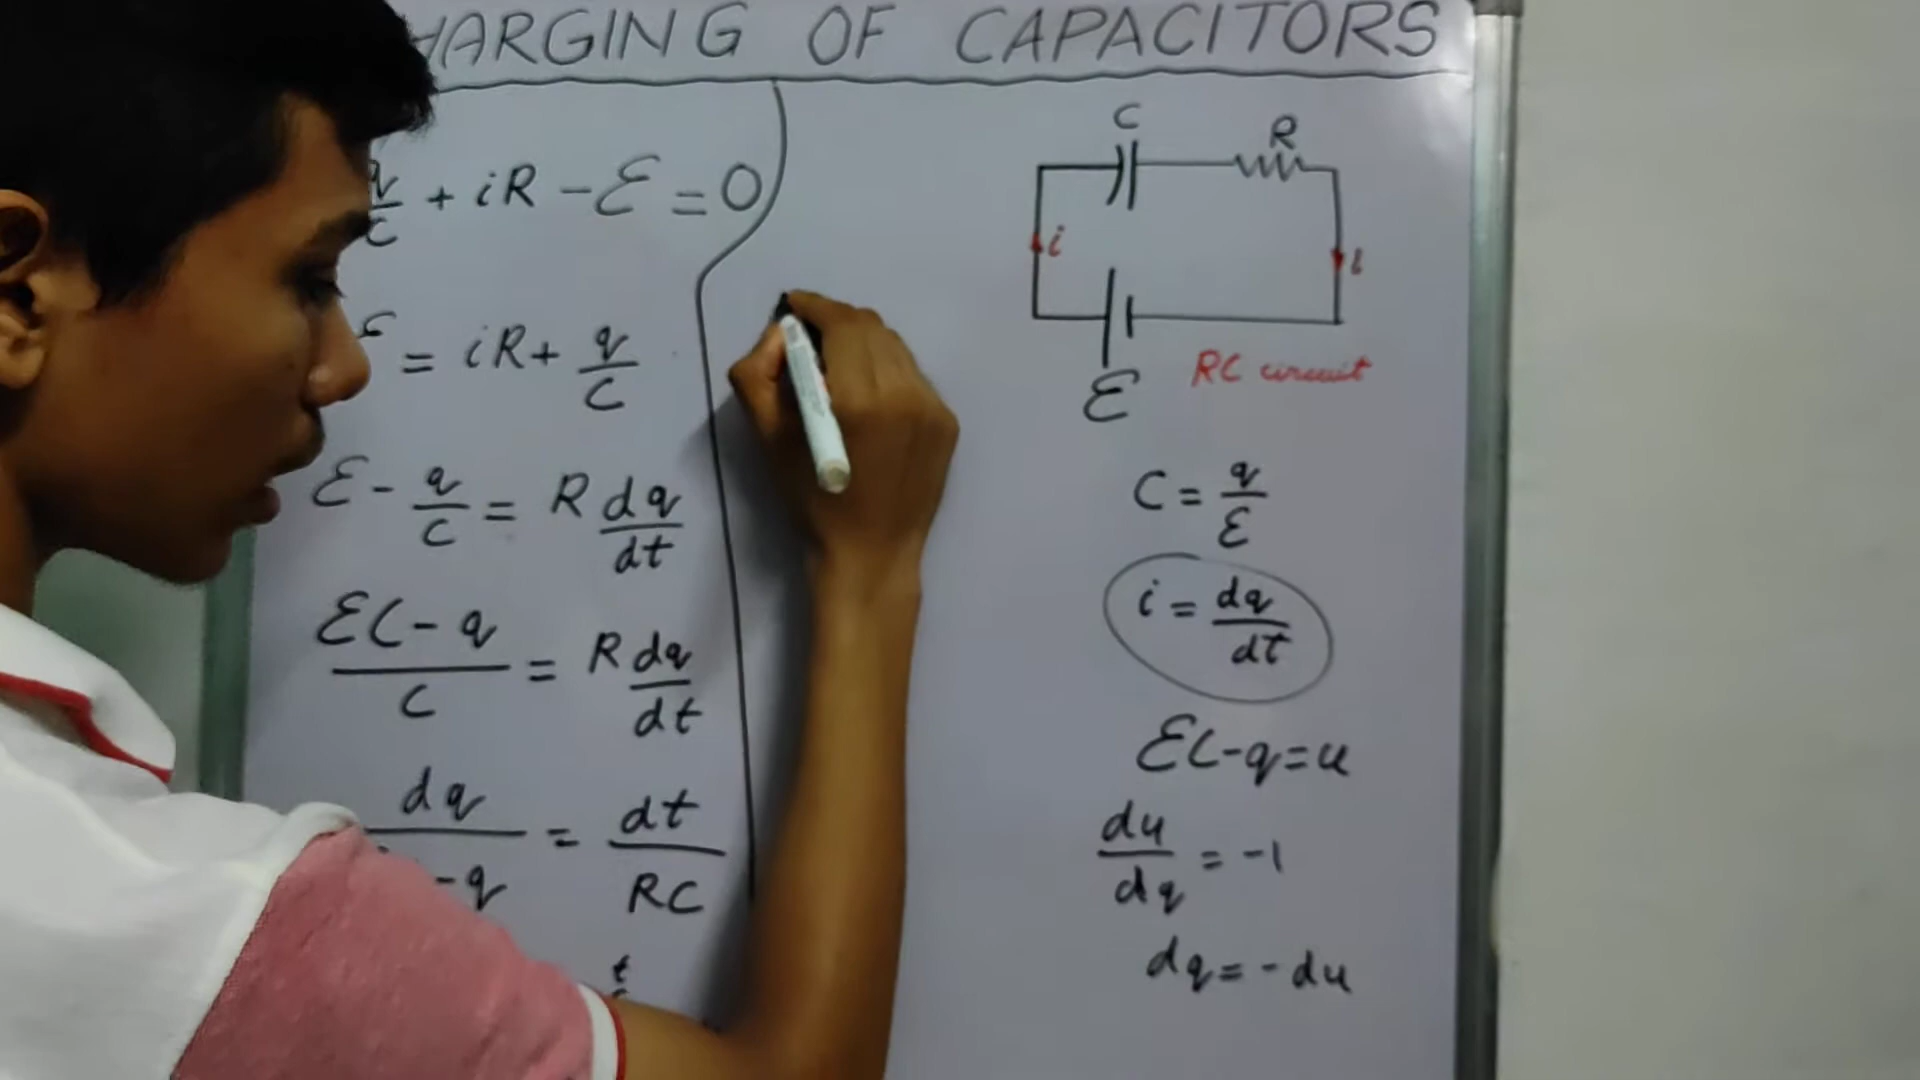 HARGING OF CAPACITORS
q/C + iR - ℰ = 0
= iR + q/C
ℰ - q/C = R dq/dt
(ℰC - q)/C = R dq/dt
dq/(-q) = dt/RC
t
C
R
i
i
ℰ
RC circuit
C = q/ℰ
i = dq/dt
ℰC - q = u
du/dq = -1
dq = -du